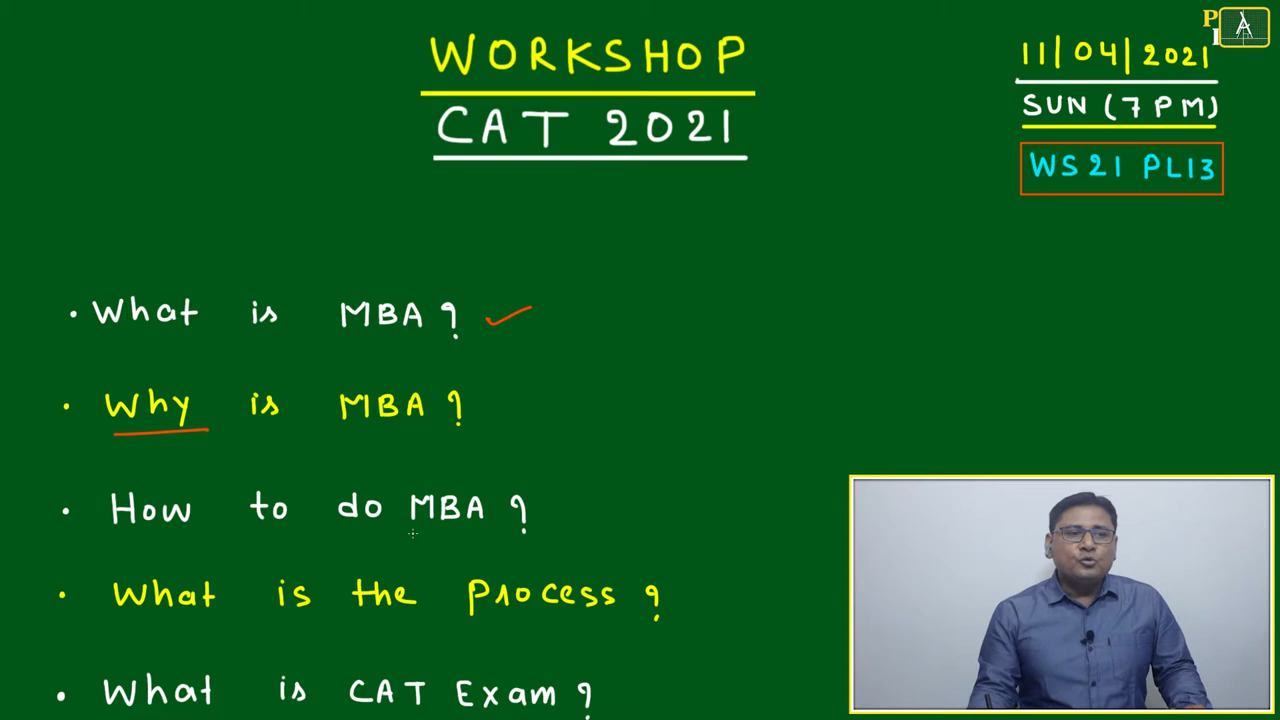 WORKSHOP
CAT 2021
11/04/2021
SUN (7 PM)
WS21 PL13
• What is MBA?
• Why is MBA?
• How to do MBA?
• What is the Process?
• What is CAT Exam?